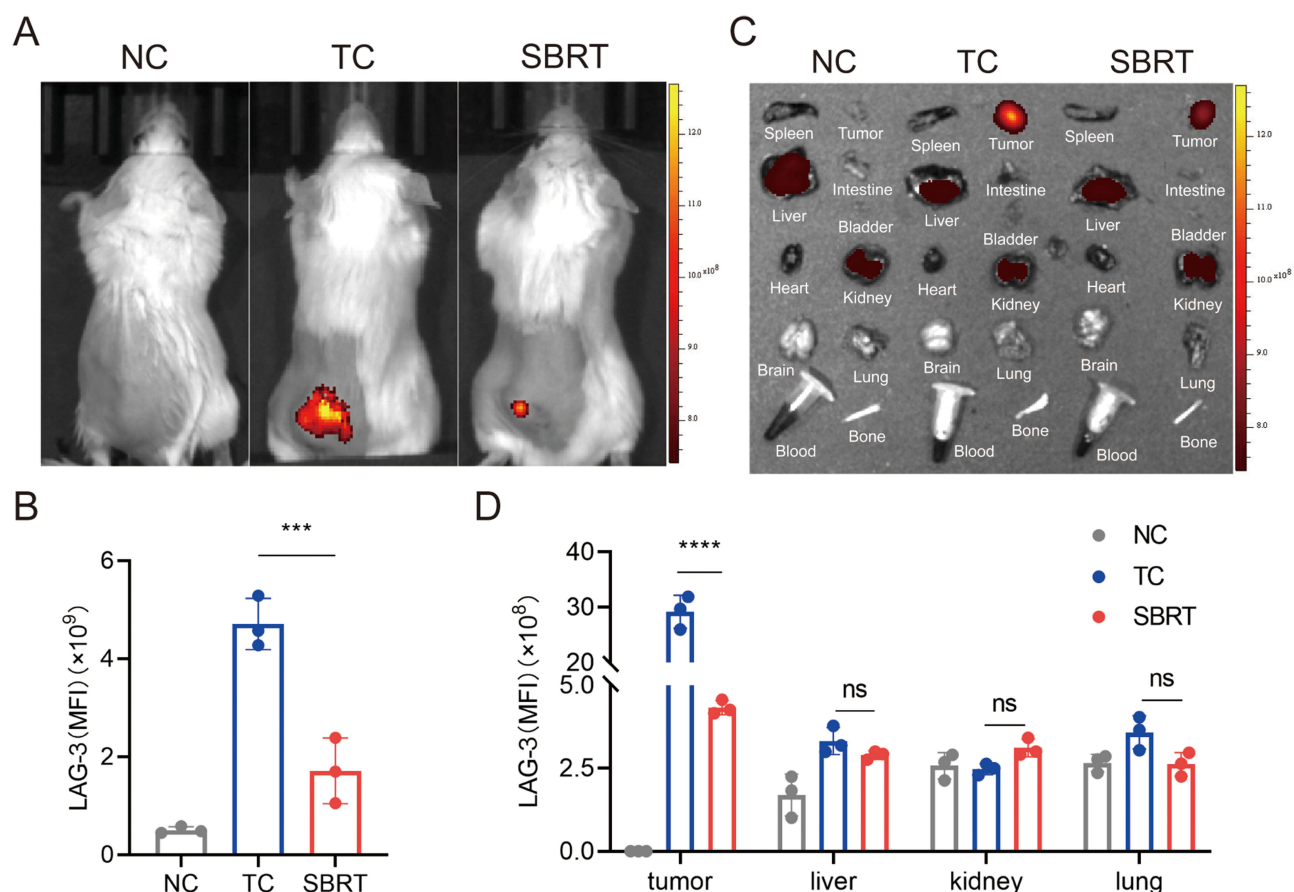 A
NC TC SBRT
12.0
11.0
10.0 x10⁸
9.0
8.0
C
NC TC SBRT
Spleen Tumor Spleen Tumor Spleen Tumor
Liver Intestine Liver Intestine Liver Intestine
Bladder Bladder Bladder
Heart Kidney Heart Kidney Heart Kidney
Brain Lung Brain Lung Brain Lung
Blood Bone Blood Bone Blood Bone
12.0
11.0
10.0 x10⁸
9.0
8.0
B
LAG-3(MFI)(×10⁹)
***
6
4
2
0
NC TC SBRT
D
LAG-3(MFI)(×10⁸)
40
30
20
5.0
2.5
0.0
****
ns
ns
ns
NC
TC
SBRT
tumor liver kidney lung